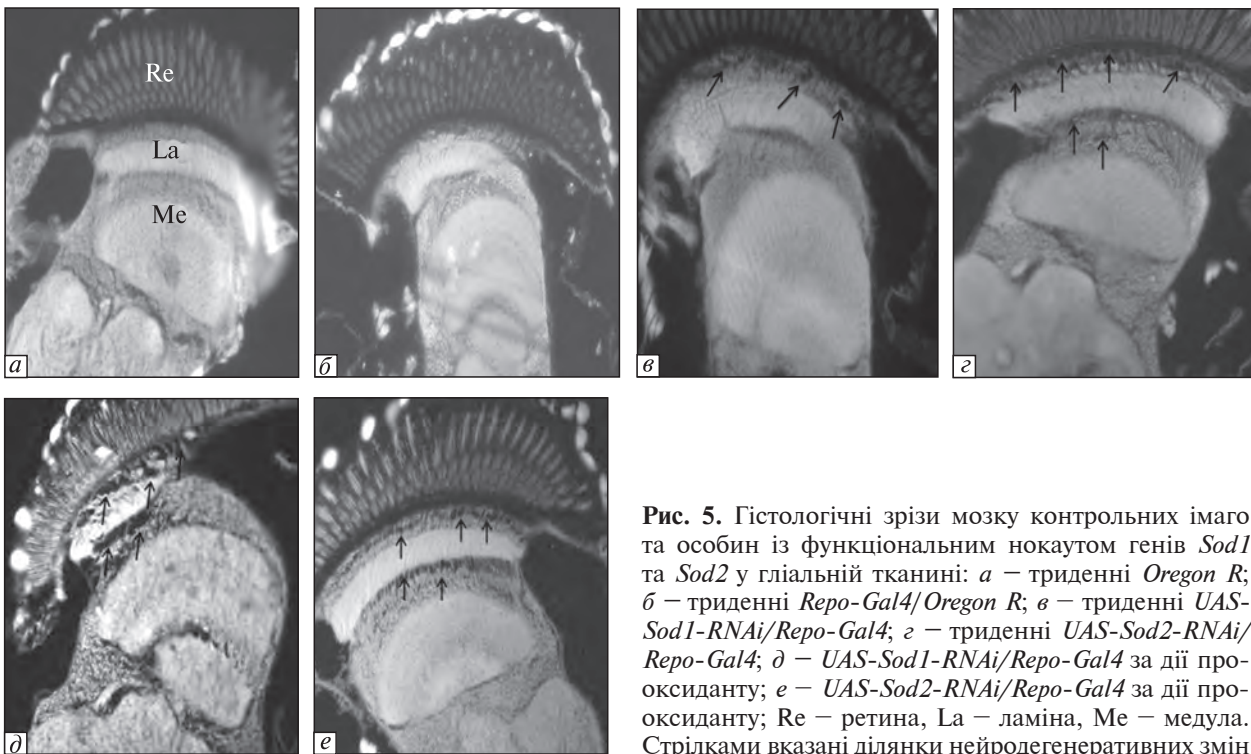 Re
La
Me
а
б
в
г
д
е
Рис. 5. Гістологічні зрізи мозку контрольних імаго
та особин із функціональним нокаутом генів Sod1
та Sod2 у гліальній тканині: а – триденні Oregon R;
б – триденні Repo-Gal4/Oregon R; в – триденні UAS-
Sod1-RNAi/Repo-Gal4; г – триденні UAS-Sod2-RNAi/
Repo-Gal4; д – UAS-Sod1-RNAi/Repo-Gal4 за дії про-
оксиданту; е – UAS-Sod2-RNAi/Repo-Gal4 за дії про-
оксиданту; Re – ретина, La – ламіна, Me – медула.
Стрілками вказані ділянки нейродегенеративних змін